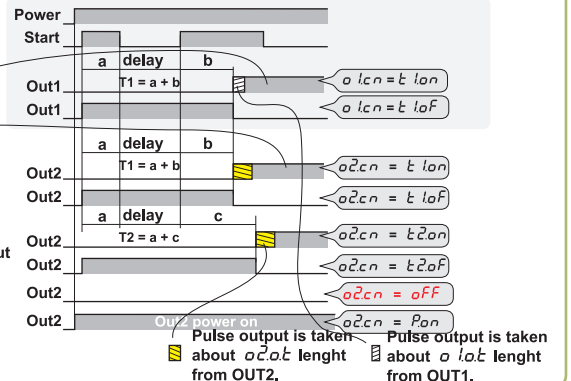 Power
Start
a delay b
T1 = a + b
Out1
o1.cn = t1.on
Out1
o1.cn = t1.oF
a delay b
T1 = a + b
Out2
o2.cn = t1.on
Out2
o2.cn = t1.oF
a delay c
T2 = a + c
Out2
o2.cn = t2.on
ut
Out2
o2.cn = t2.oF
Out2
o2.cn = oFF
Out2
Out2 power on
o2.cn = P.on
Pulse output is taken
about o2.o.t lenght
from OUT2.
Pulse output is taken
about o1.o.t lenght
from OUT1.